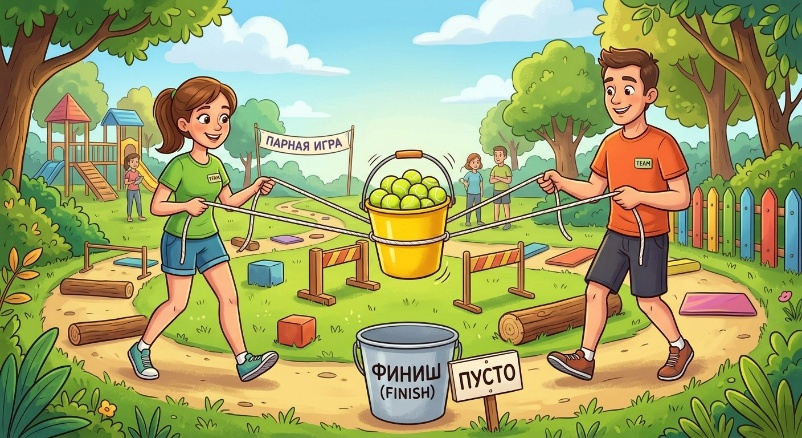 ПАРНАЯ ИГРА
TEAM
TEAM
ФИНИШ
(FINISH)
ПУСТО